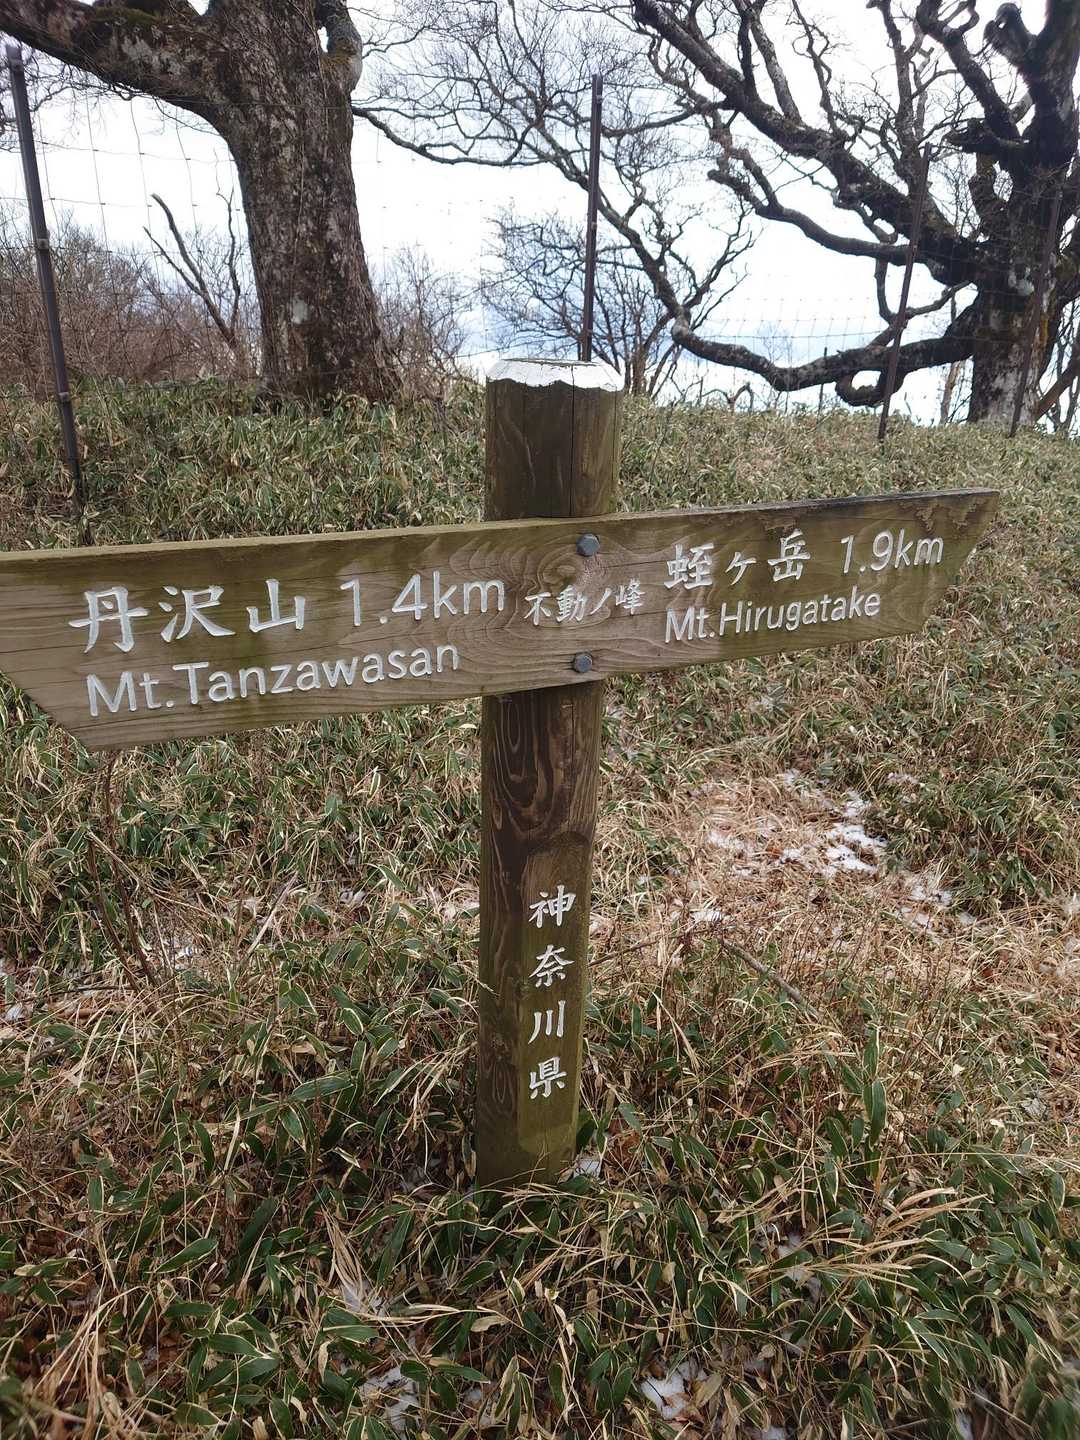 丹沢山 1.4km
Mt.Tanzawasan
不動ノ峰
蛭ヶ岳 1.9km
Mt.Hirugatake
神奈川県